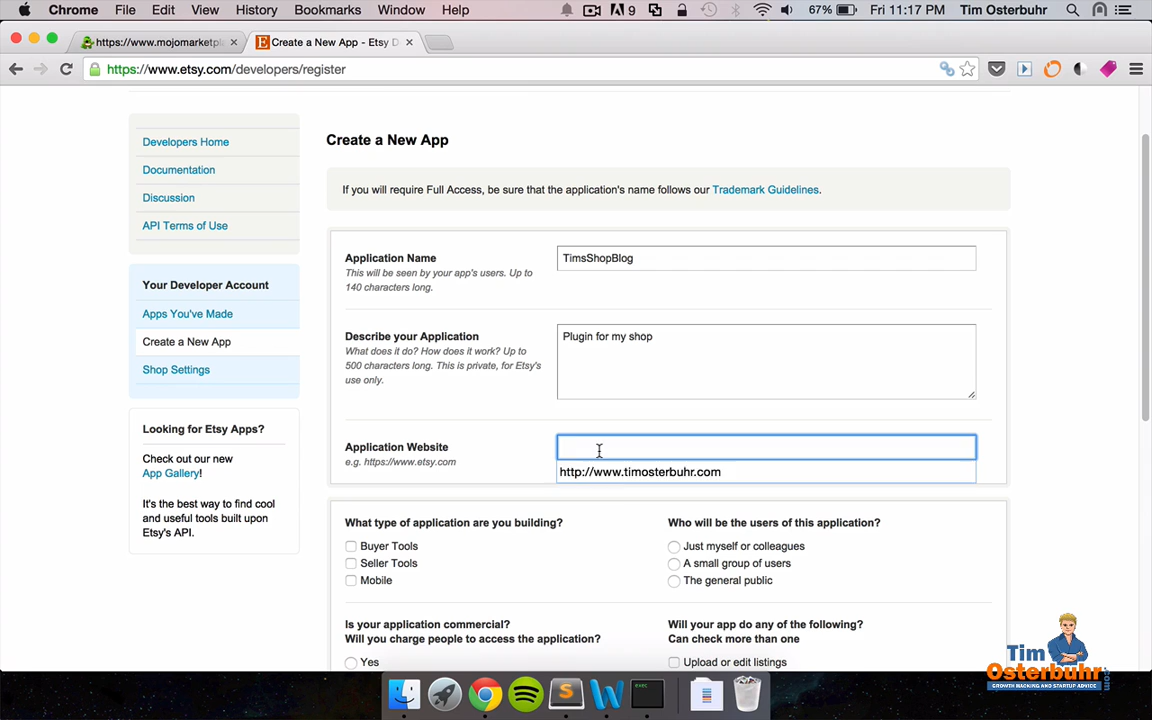 Chrome File Edit View History Bookmarks Window Help 9 67% Fri 11:17 PM Tim Osterbuhr
https://www.mojomarketpl Create a New App - Etsy D
https://www.etsy.com/developers/register
Developers Home
Documentation
Discussion
API Terms of Use
Your Developer Account
Apps You've Made
Create a New App
Shop Settings
Looking for Etsy Apps?
Check out our new
App Gallery!
It's the best way to find cool
and useful tools built upon
Etsy's API.
Create a New App
If you will require Full Access, be sure that the application's name follows our Trademark Guidelines.
Application Name
This will be seen by your app's users. Up to
140 characters long.
TimsShopBlog
Describe your Application
What does it do? How does it work? Up to
500 characters long. This is private, for Etsy's
use only.
Plugin for my shop
Application Website
e.g. https://www.etsy.com
http://www.timosterbuhr.com
What type of application are you building?
Buyer Tools
Seller Tools
Mobile
Who will be the users of this application?
Just myself or colleagues
A small group of users
The general public
Is your application commercial?
Will you charge people to access the application?
Yes
Will your app do any of the following?
Can check more than one
Upload or edit listings
Tim
Osterbuhr.com
GROWTH HACKING AND STARTUP ADVICE